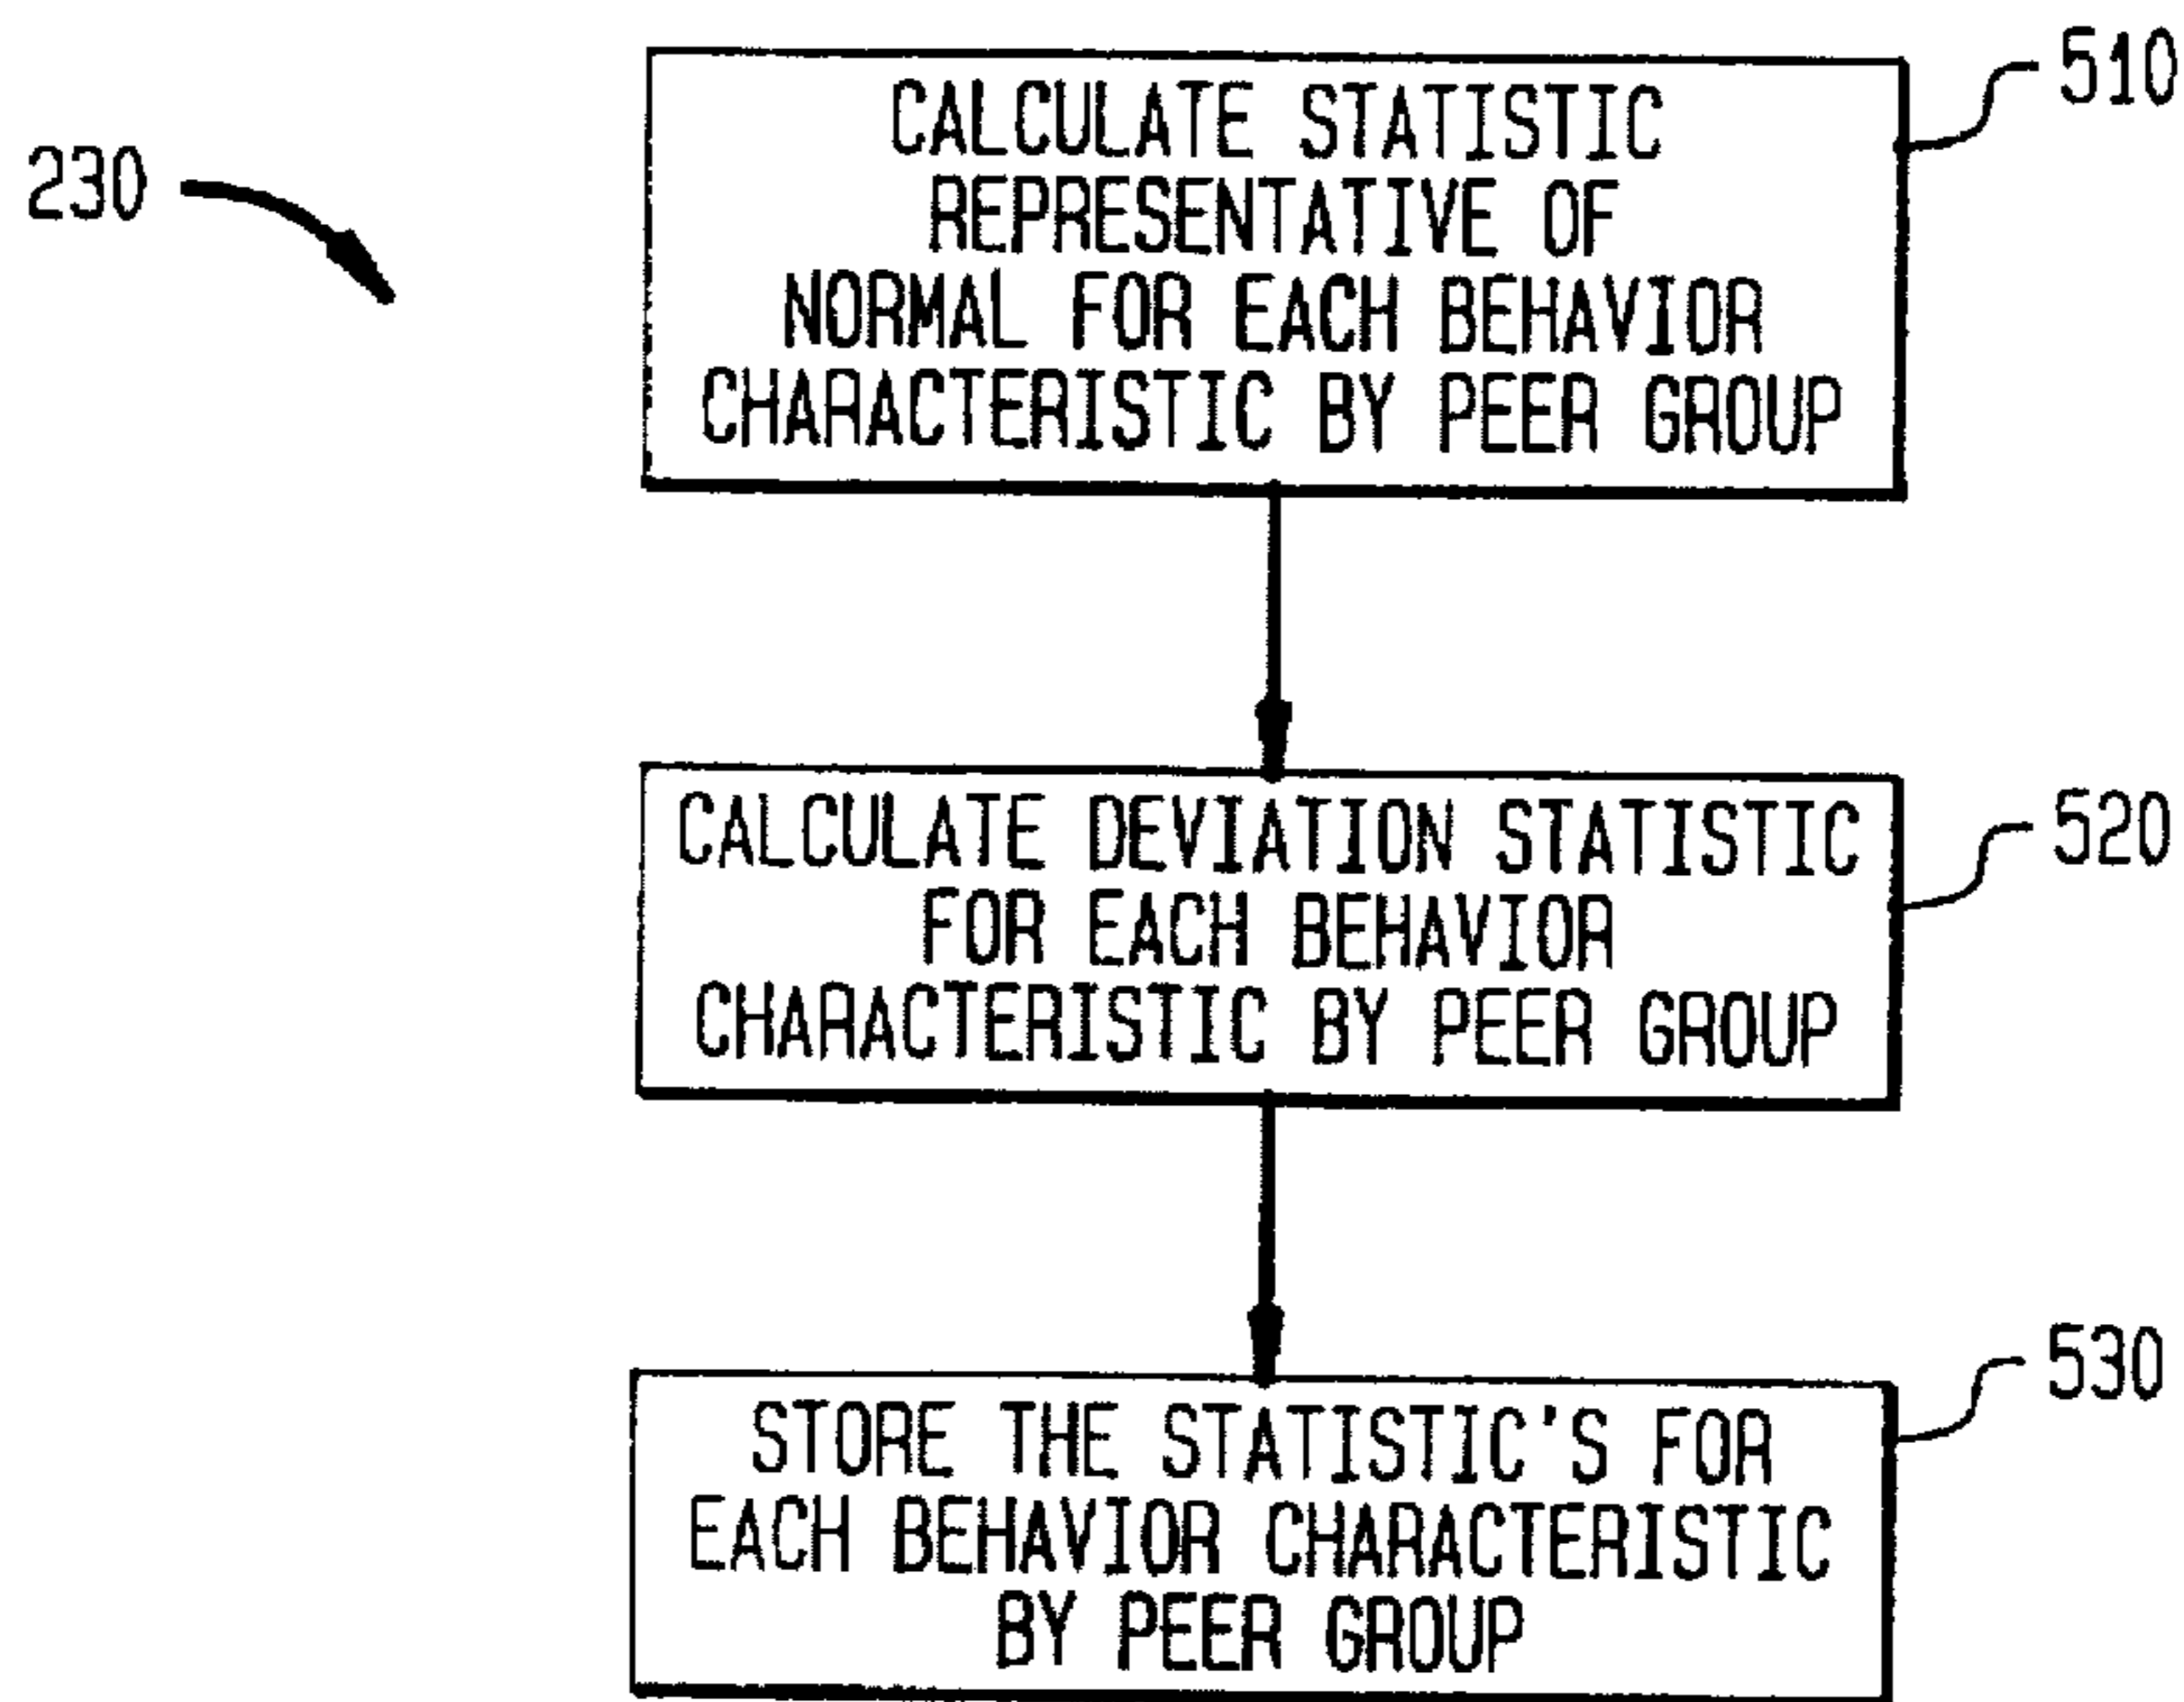 230
510
CALCULATE STATISTIC
REPRESENTATIVE OF
NORMAL FOR EACH BEHAVIOR
CHARACTERISTIC BY PEER GROUP
520
CALCULATE DEVIATION STATISTIC
FOR EACH BEHAVIOR
CHARACTERISTIC BY PEER GROUP
530
STORE THE STATISTIC'S FOR
EACH BEHAVIOR CHARACTERISTIC
BY PEER GROUP